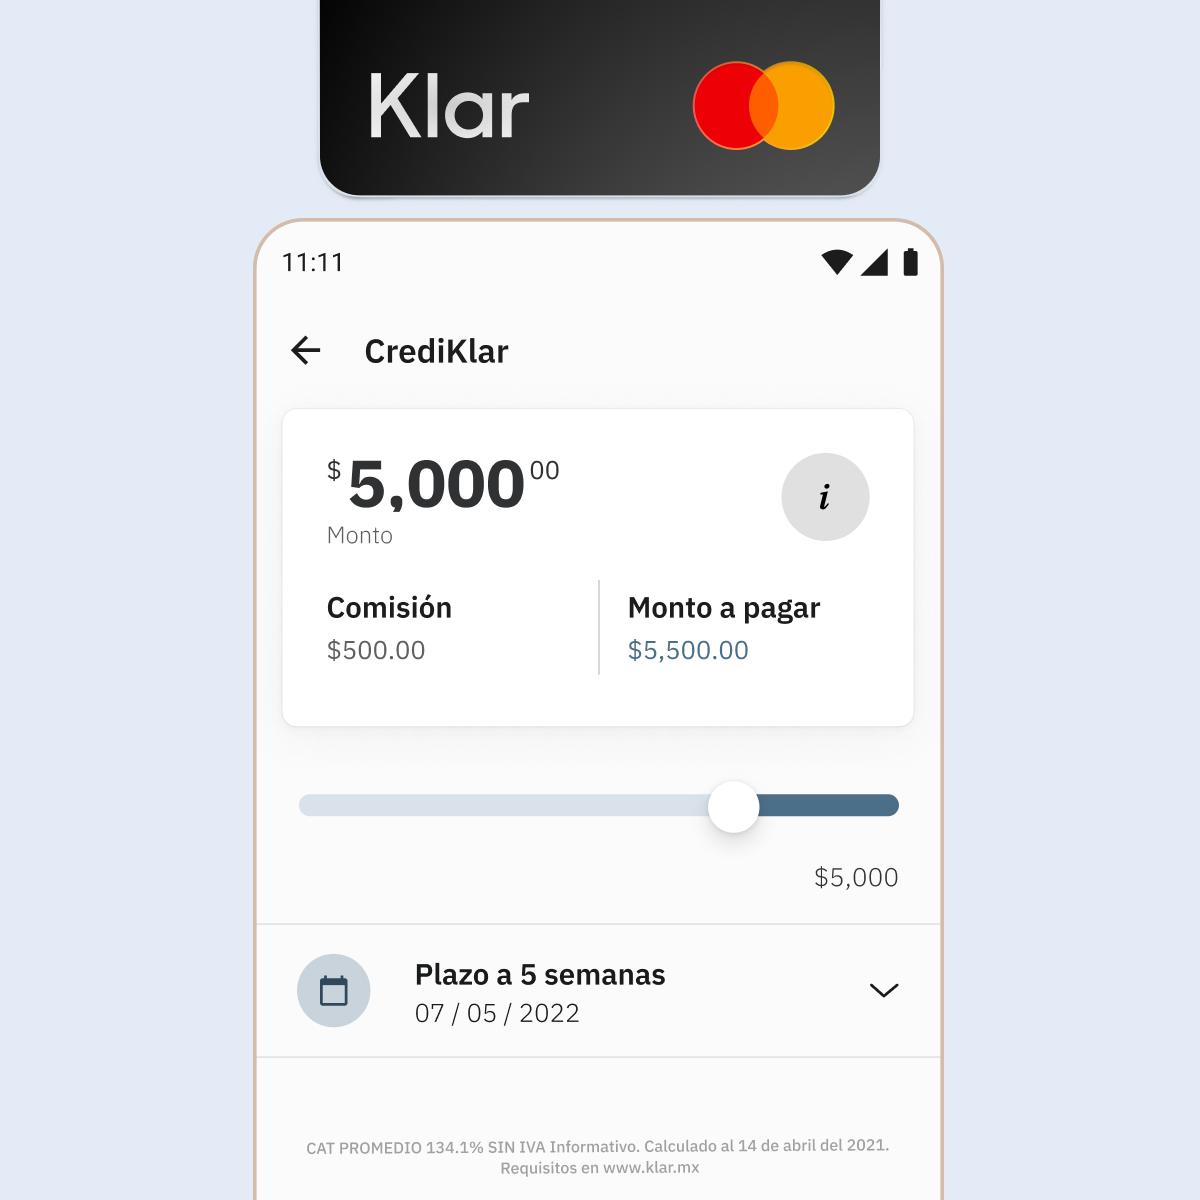 Klar
11:11
CrediKlar
$5,00000
i
Monto
Comisión
Monto a pagar
$500.00
$5,500.00
$5,000
Plazo a 5 semanas
07 / 05 / 2022
CAT PROMEDIO 134.1% SIN IVA Informativo. Calculado al 14 de abril del 2021.
Requisitos en www.klar.mx